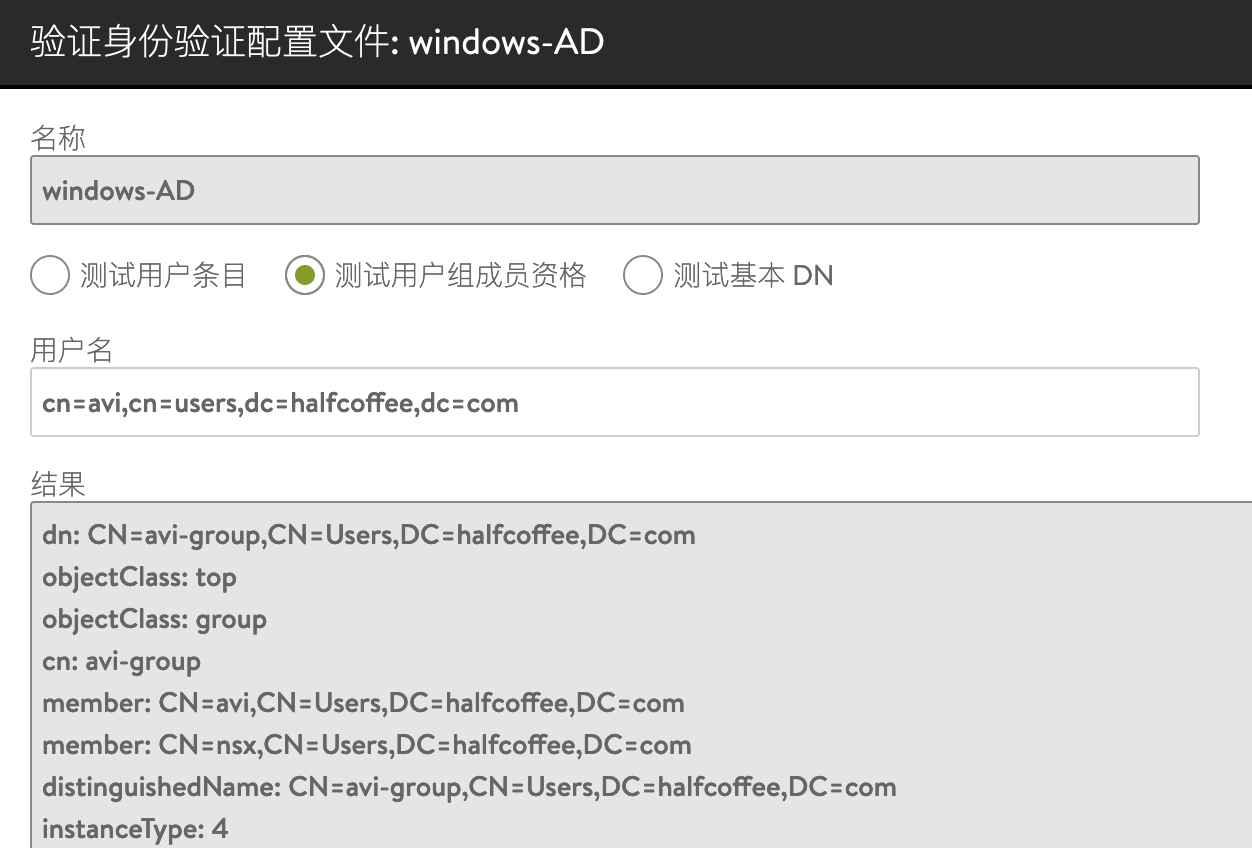 验证身份验证配置文件: windows-AD
名称
windows-AD
测试用户条目 测试用户组成员资格 测试基本 DN
用户名
cn=avi,cn=users,dc=halfcoffee,dc=com
结果
dn: CN=avi-group,CN=Users,DC=halfcoffee,DC=com
objectClass: top
objectClass: group
cn: avi-group
member: CN=avi,CN=Users,DC=halfcoffee,DC=com
member: CN=nsx,CN=Users,DC=halfcoffee,DC=com
distinguishedName: CN=avi-group,CN=Users,DC=halfcoffee,DC=com
instanceType: 4